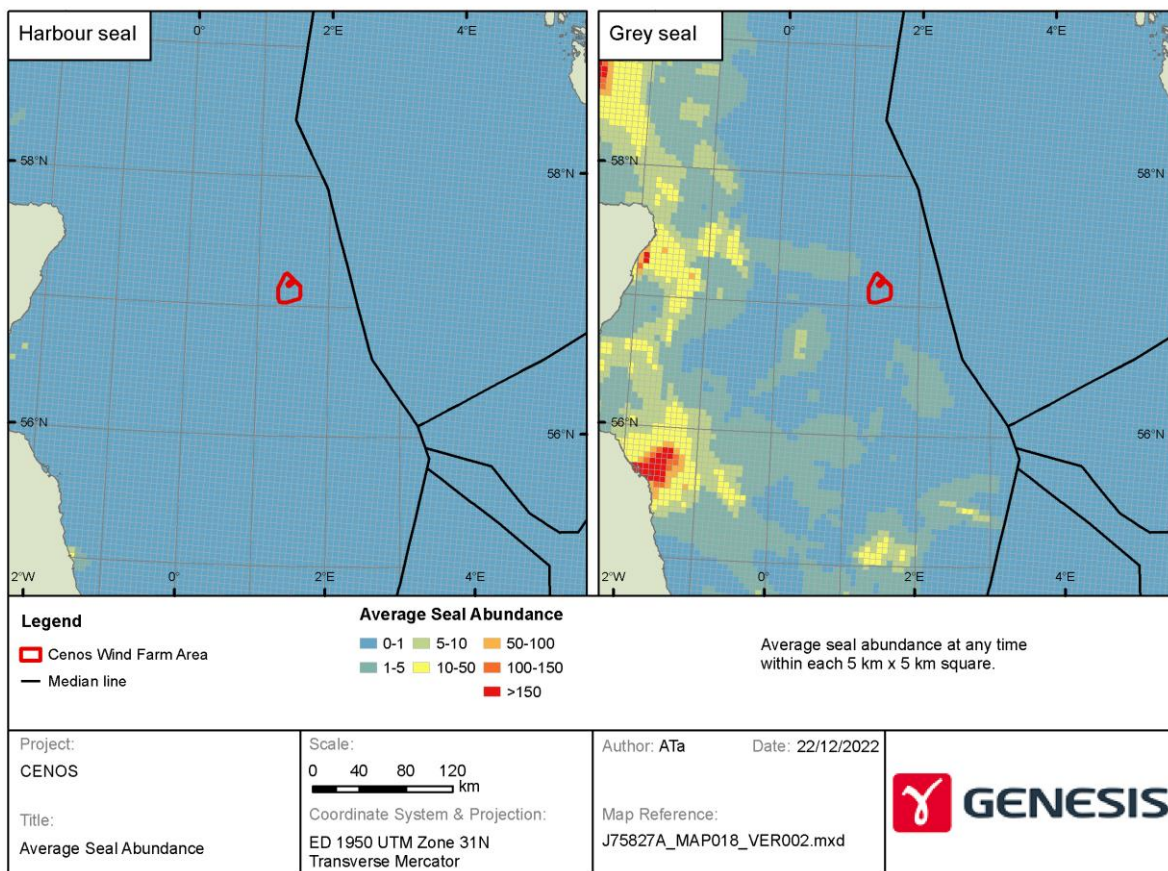 Harbour seal
0°
2°E
58°N
58°N
56°N
56°N
2°W
0°
2°E
4°E
Grey seal
0°
2°E
4°E
58°N
56°N
2°W
0°
2°E
4°E
Legend
Cenos Wind Farm Area
Median line
Average Seal Abundance
0-1
5-10
50-100
1-5
10-50
100-150
>150
Average seal abundance at any time
within each 5 km x 5 km square.
Project:
CENOS
Title:
Average Seal Abundance
Scale:
0 40 80 120
km
Coordinate System & Projection:
ED 1950 UTM Zone 31N
Transverse Mercator
Author: ATa
Date: 22/12/2022
Map Reference:
J75827A_MAP018_VER002.mxd
GENESIS